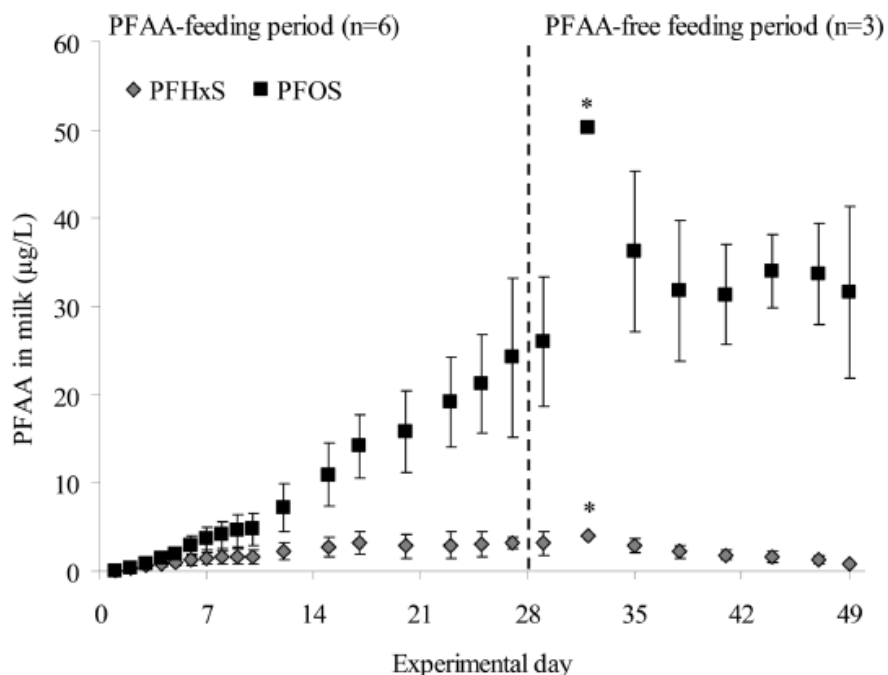 PFAA-feeding period (n=6)
PFAA-free feeding period (n=3)
PFHxS
PFOS
*
*
60
50
40
30
20
10
0
PFAA in milk (µg/L)
0 7 14 21 28 35 42 49
Experimental day